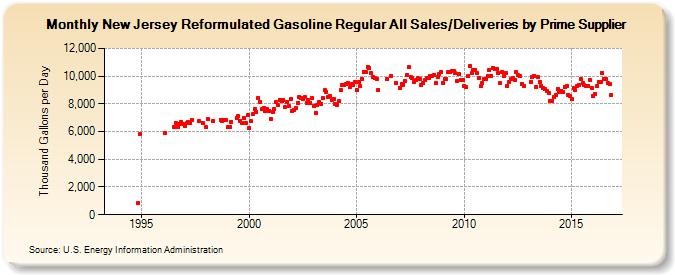 Monthly New Jersey Reformulated Gasoline Regular All Sales/Deliveries by Prime Supplier
Thousand Gallons per Day
12,000
10,000
8,000
6,000
4,000
2,000
0
1995 2000 2005 2010 2015
Source: U.S. Energy Information Administration